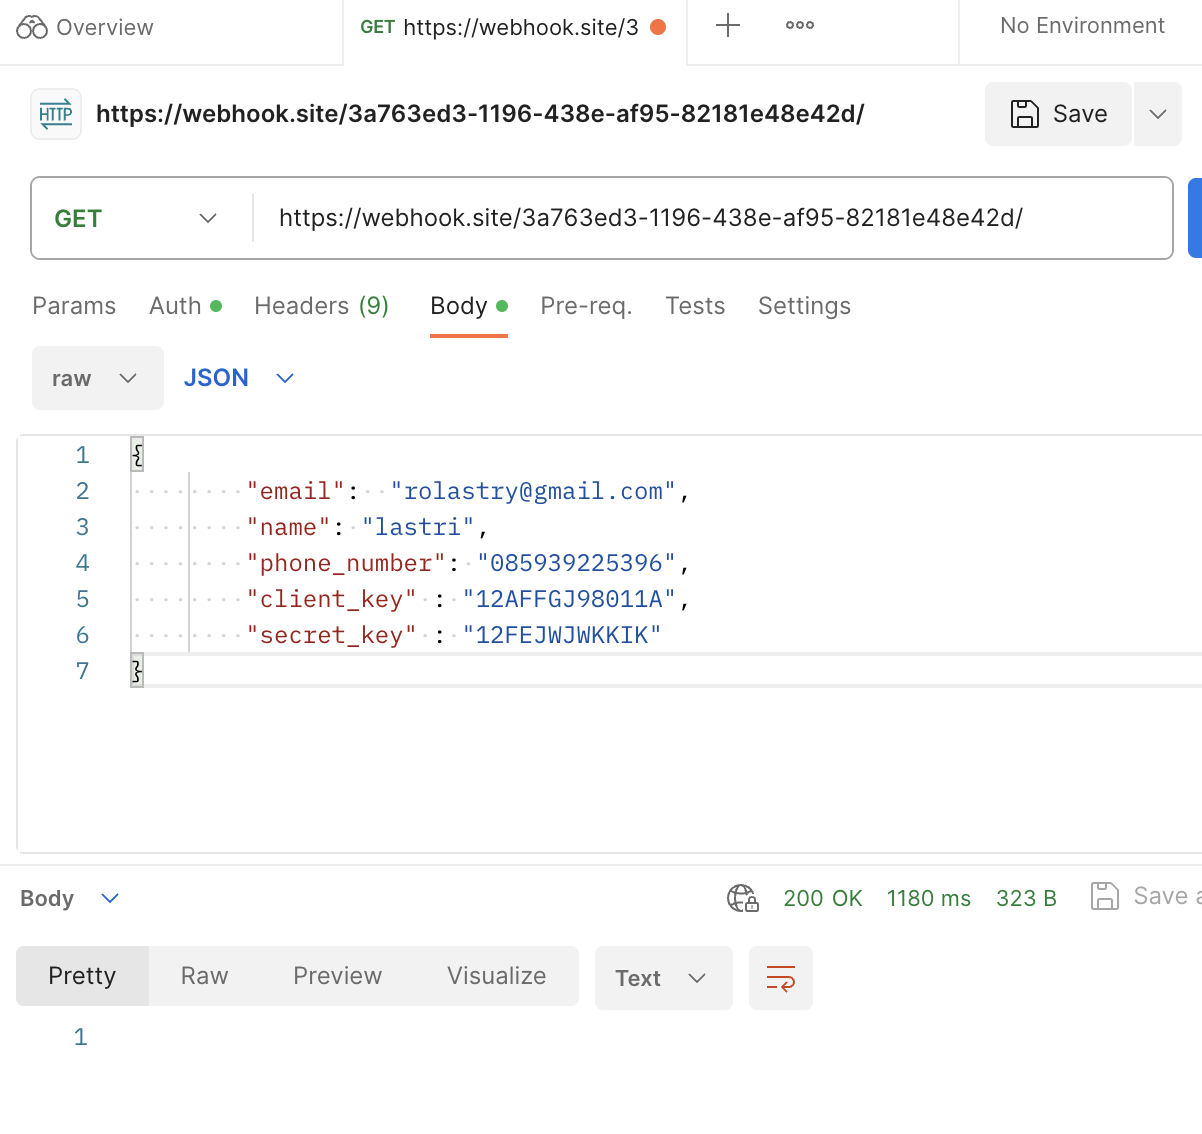 Overview
GET https://webhook.site/3
No Environment
HTTP https://webhook.site/3a763ed3-1196-438e-af95-82181e48e42d/
Save
GET https://webhook.site/3a763ed3-1196-438e-af95-82181e48e42d/
Params Auth Headers (9) Body Pre-req. Tests Settings
raw JSON
1 {
2 "email": "rolastry@gmail.com",
3 "name": "lastri",
4 "phone_number": "085939225396",
5 "client_key" : "12AFFGJ98011A",
6 "secret_key" : "12FEJWJWKKIK"
7 }
Body 200 OK 1180 ms 323 B Save a
Pretty Raw Preview Visualize Text
1